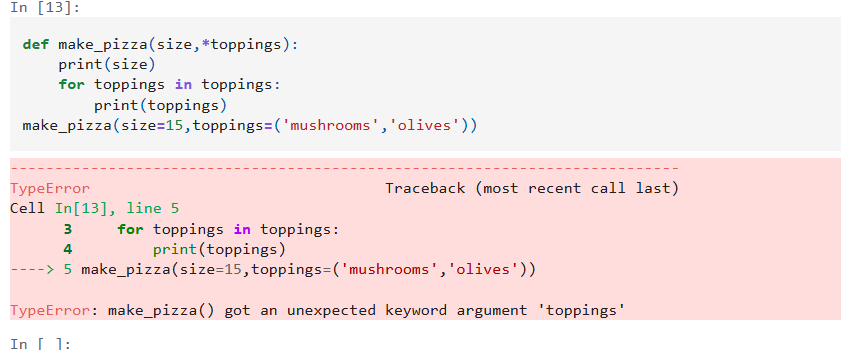 In [13]:
def make_pizza(size,*toppings):
    print(size)
    for toppings in toppings:
        print(toppings)
make_pizza(size=15,toppings=('mushrooms','olives'))
---------------------------------------------------------------------------
TypeError                                 Traceback (most recent call last)
Cell In[13], line 5
      3     for toppings in toppings:
      4         print(toppings)
----> 5 make_pizza(size=15,toppings=('mushrooms','olives'))
TypeError: make_pizza() got an unexpected keyword argument 'toppings'
In [ ]: